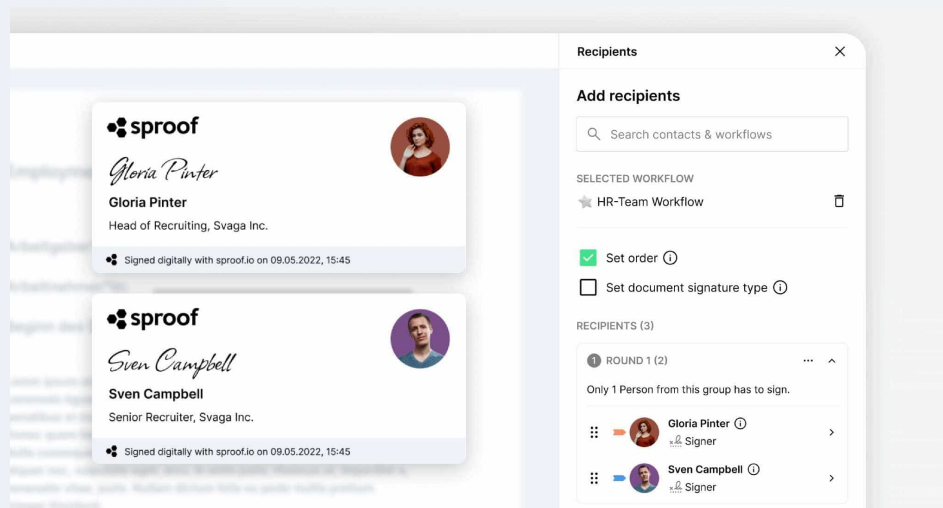 Recipients
Add recipients
Search contacts & workflows
SELECTED WORKFLOW
HR-Team Workflow
Set order
Set document signature type
RECIPIENTS (3)
1 ROUND 1 (2)
Only 1 Person from this group has to sign.
Gloria Pinter
Signer
Sven Campbell
Signer
sproof
Gloria Pinter
Gloria Pinter
Head of Recruiting, Svaga Inc.
Signed digitally with sproof.io on 09.05.2022, 15:45
sproof
Sven Campbell
Sven Campbell
Senior Recruiter, Svaga Inc.
Signed digitally with sproof.io on 09.05.2022, 15:45